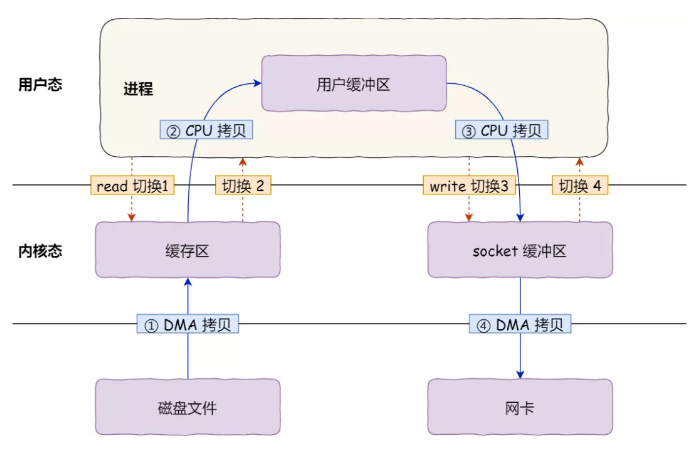 用户态
进程
用户缓冲区
② CPU 拷贝
③ CPU 拷贝
read 切换1
切换 2
write 切换3
切换 4
内核态
缓存区
socket 缓冲区
① DMA 拷贝
④ DMA 拷贝
磁盘文件
网卡